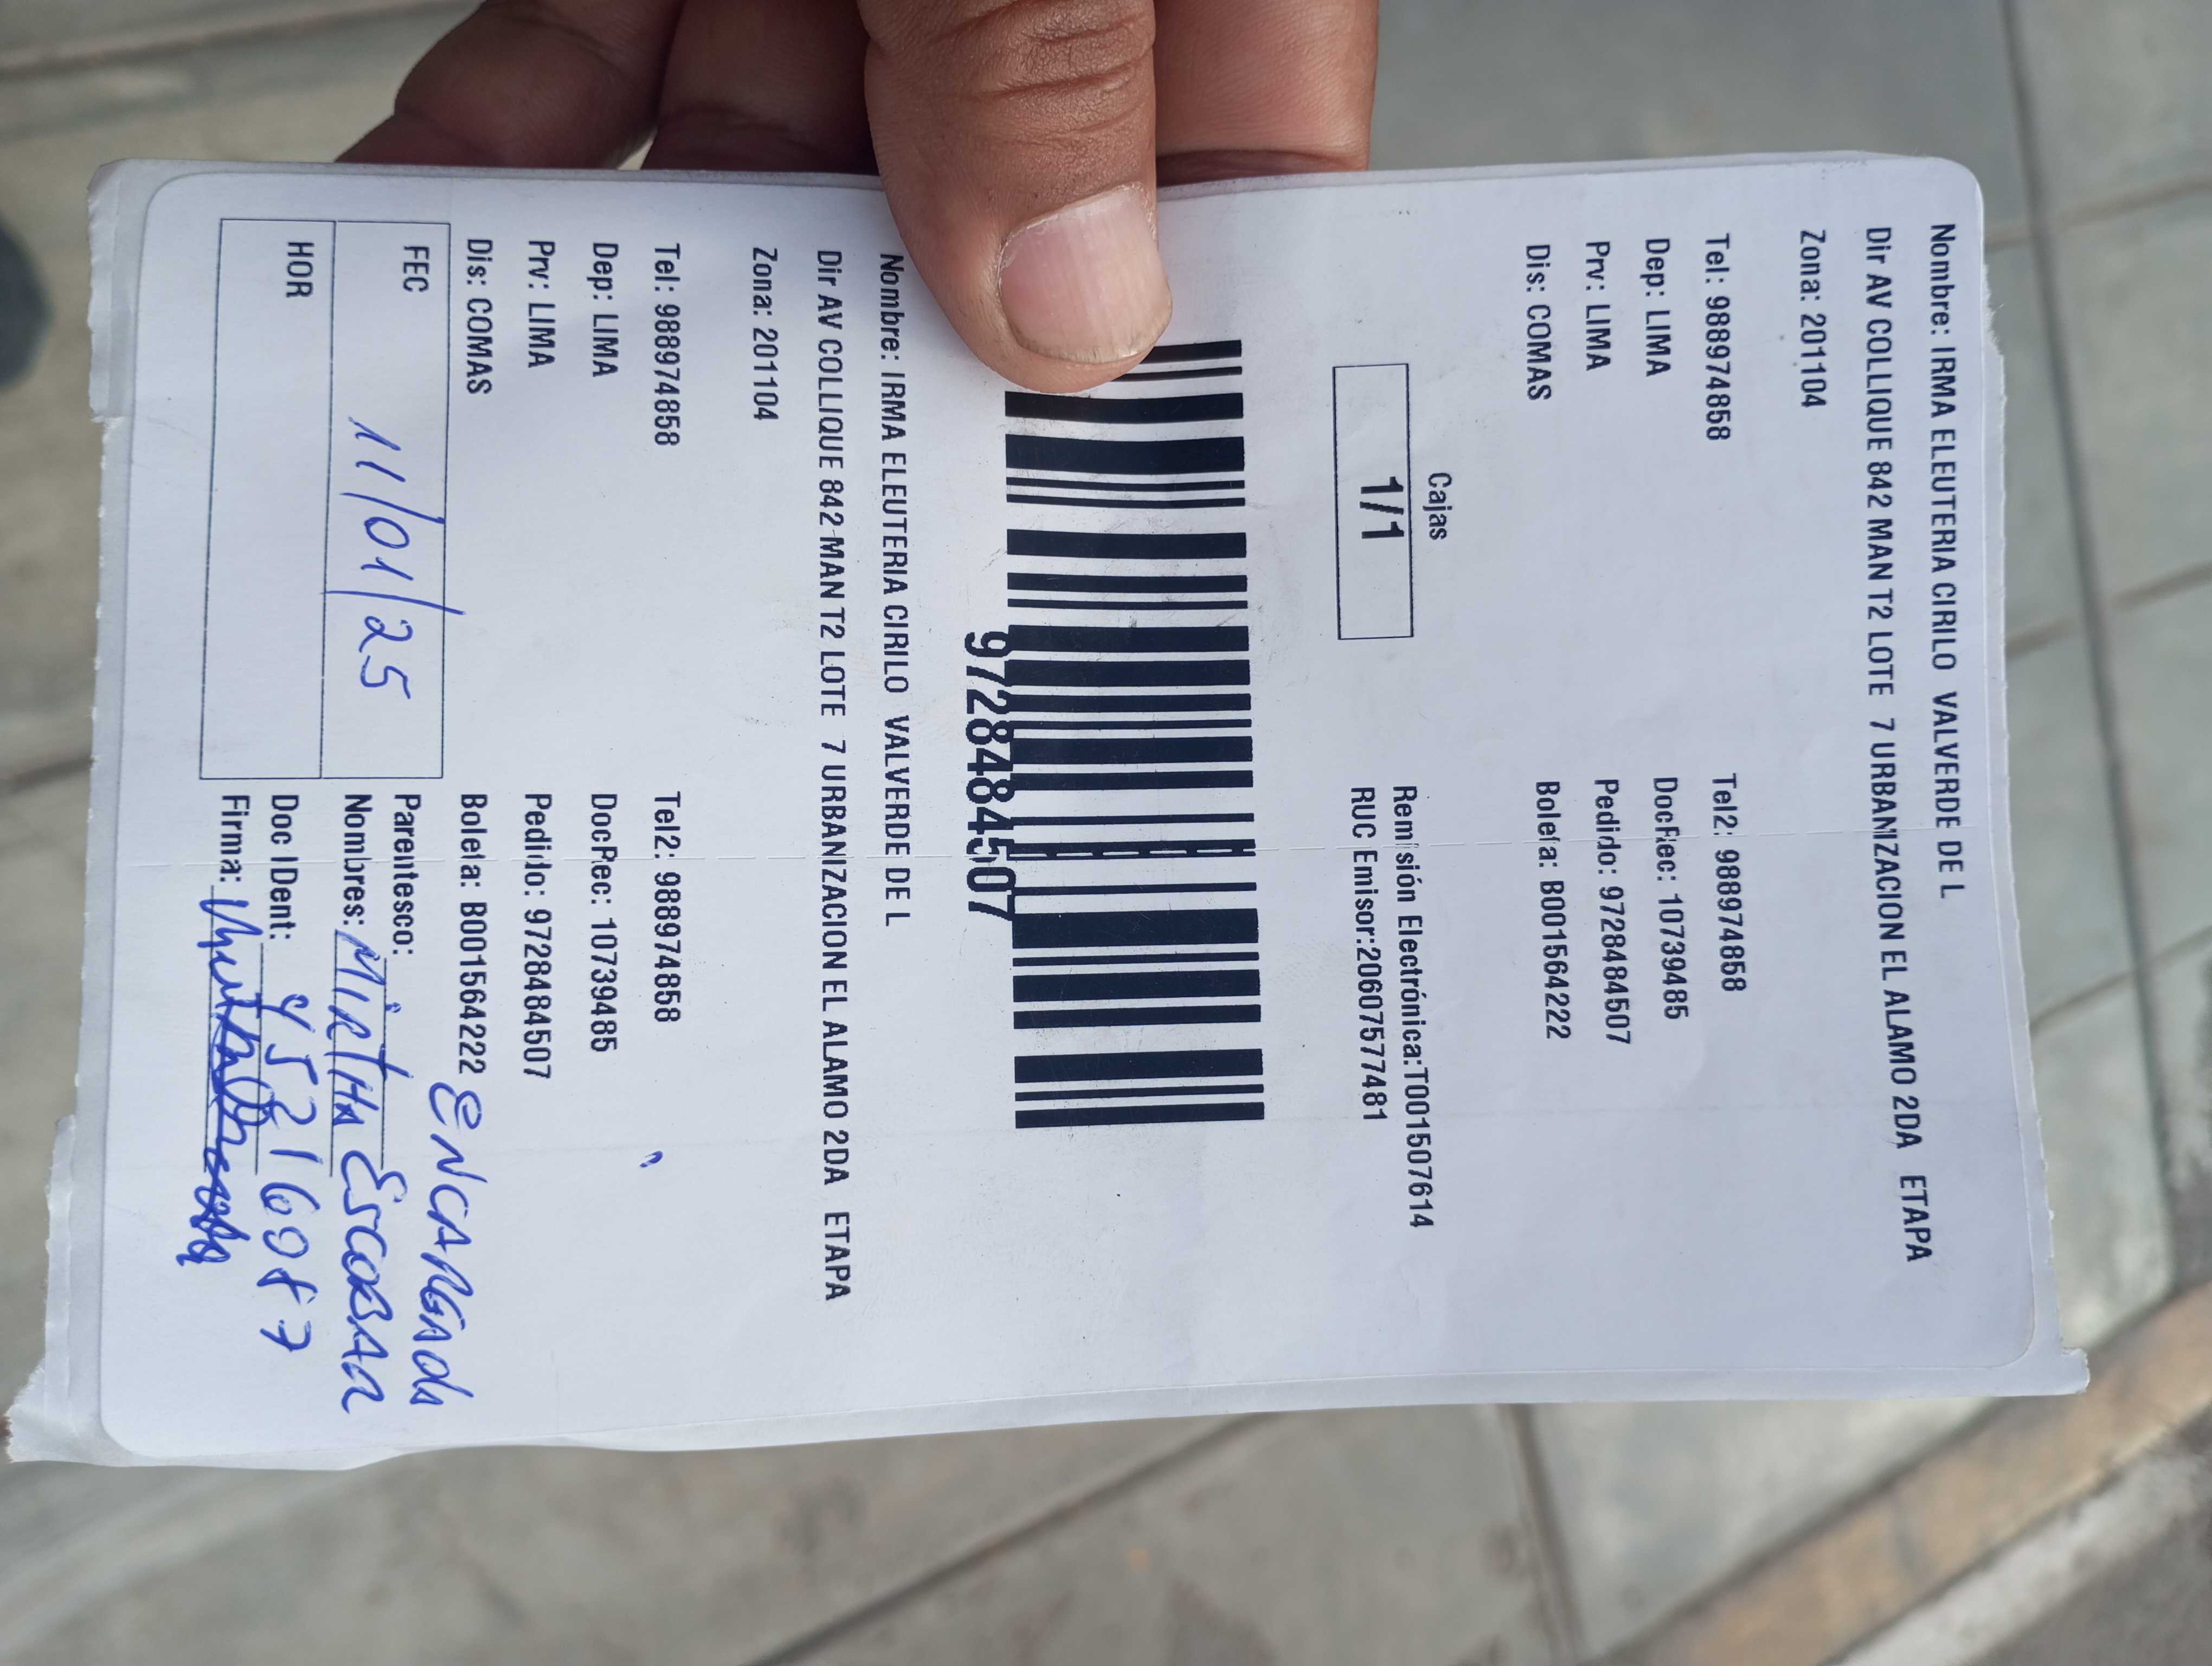 Nombre: IRMA ELEUTERIA CIRILO VALVERDE DE L
Dir AV COLLIQUE 842 MAN T2 LOTE 7 URBANIZACION EL ALAMO 2DA ETAPA
Zona: 201104
Tel: 988974858 Tel2: 988974858
Dep: LIMA DocRec: 10739485
Prv: LIMA Pedido: 9728484507
Dis: COMAS Boleta: B001564222
Cajas
1/1
Remisión Electrónica:T001507614
RUC Emisor:20607577481
9728484507
Nombre: IRMA ELEUTERIA CIRILO VALVERDE DE L
Dir AV COLLIQUE 842 MAN T2 LOTE 7 URBANIZACION EL ALAMO 2DA ETAPA
Zona: 201104
Tel: 988974858 Tel2: 988974858
Dep: LIMA DocRec: 10739485
Prv: LIMA Pedido: 9728484507
Dis: COMAS Boleta: B001564222
FEC 11/01/25 Parentesco: ENCARGADA
Nombres: MIRTHA ESCOBAR
HOR Doc IDent: 45216987
Firma: